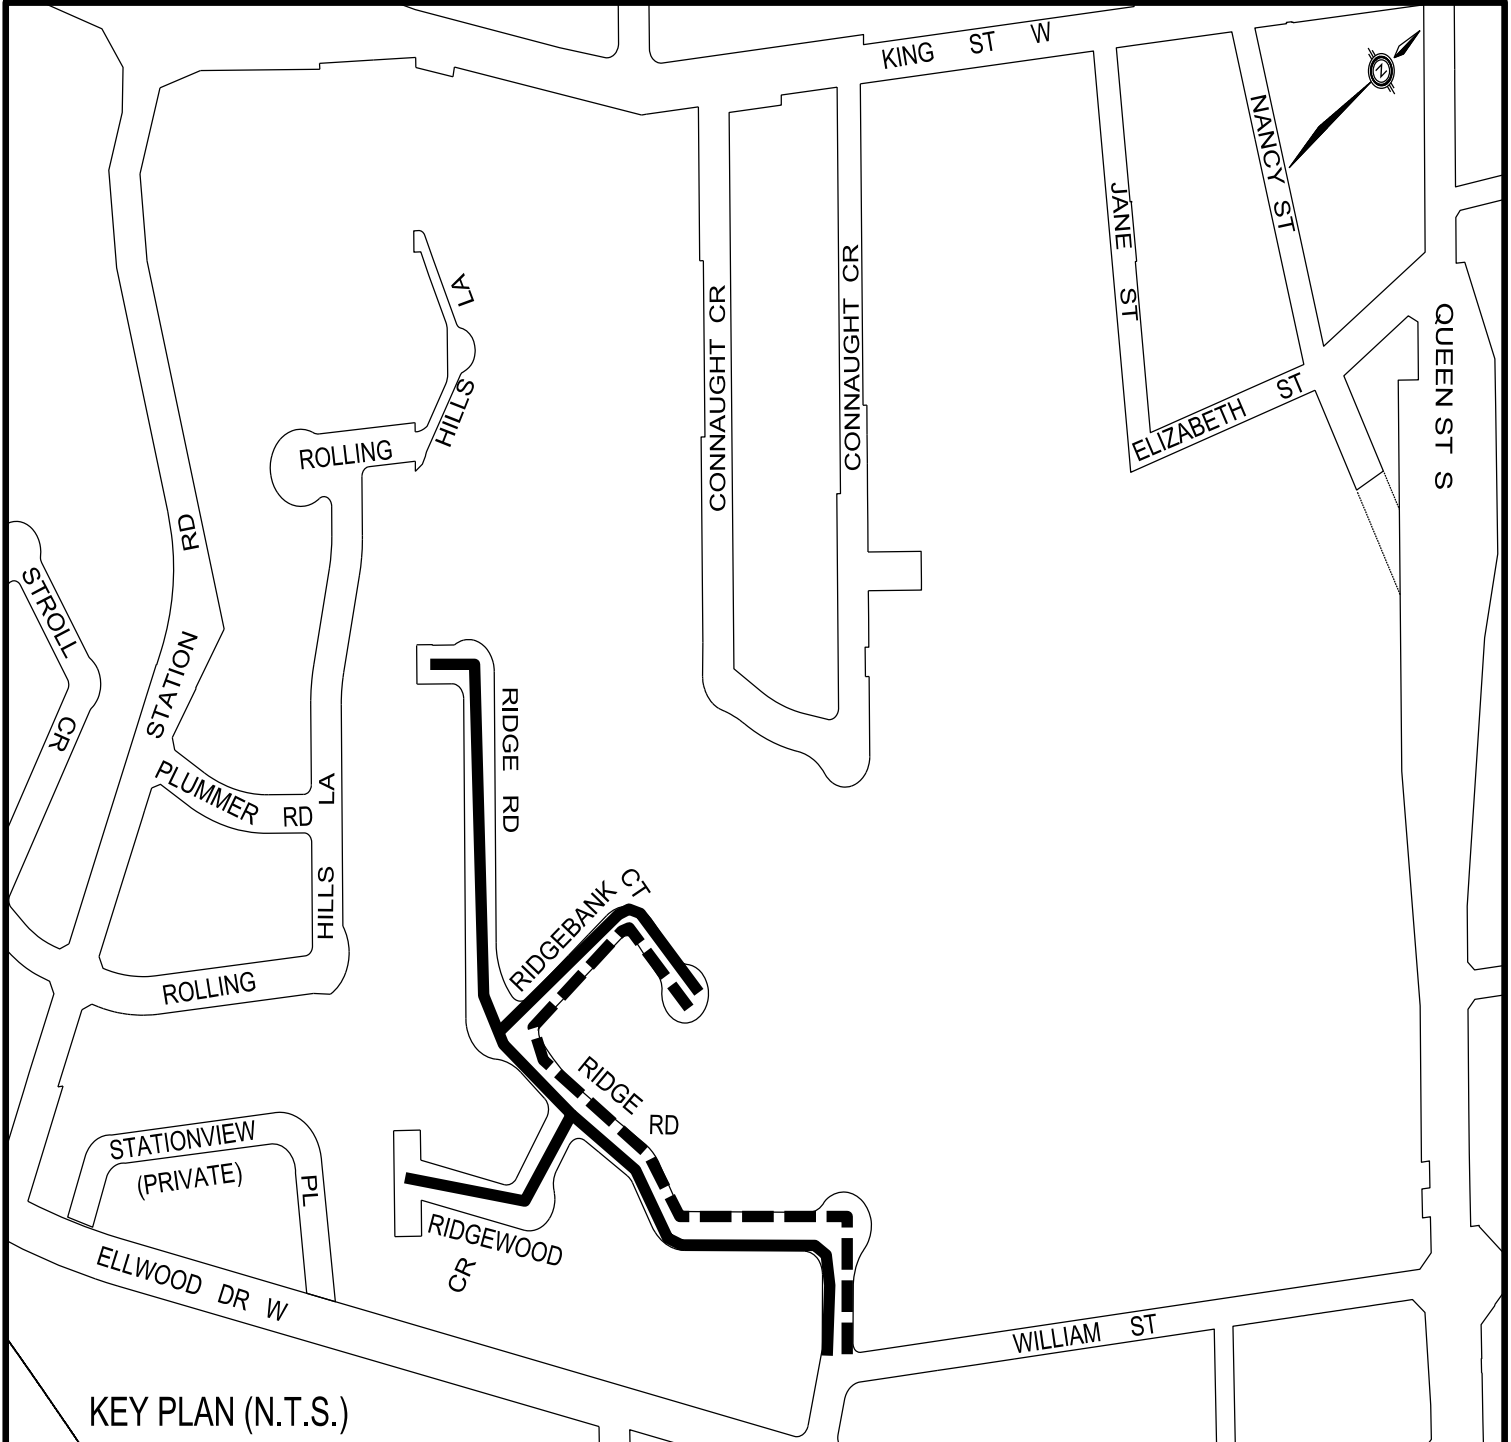 KING ST W
NANCY ST
JANE ST
CONNAUGHT CR
CONNAUGHT CR
LA
HILLS
ROLLING
ELIZABETH ST
QUEEN ST S
RD
STATION
STROLL
CR
PLUMMER RD
LA
HILLS
ROLLING
RIDGE RD
RIDGEBANK CT
RIDGE RD
STATIONVIEW
(PRIVATE)
PL
RIDGEWOOD
CR
ELLWOOD DR W
WILLIAM ST
KEY PLAN (N.T.S.)
N